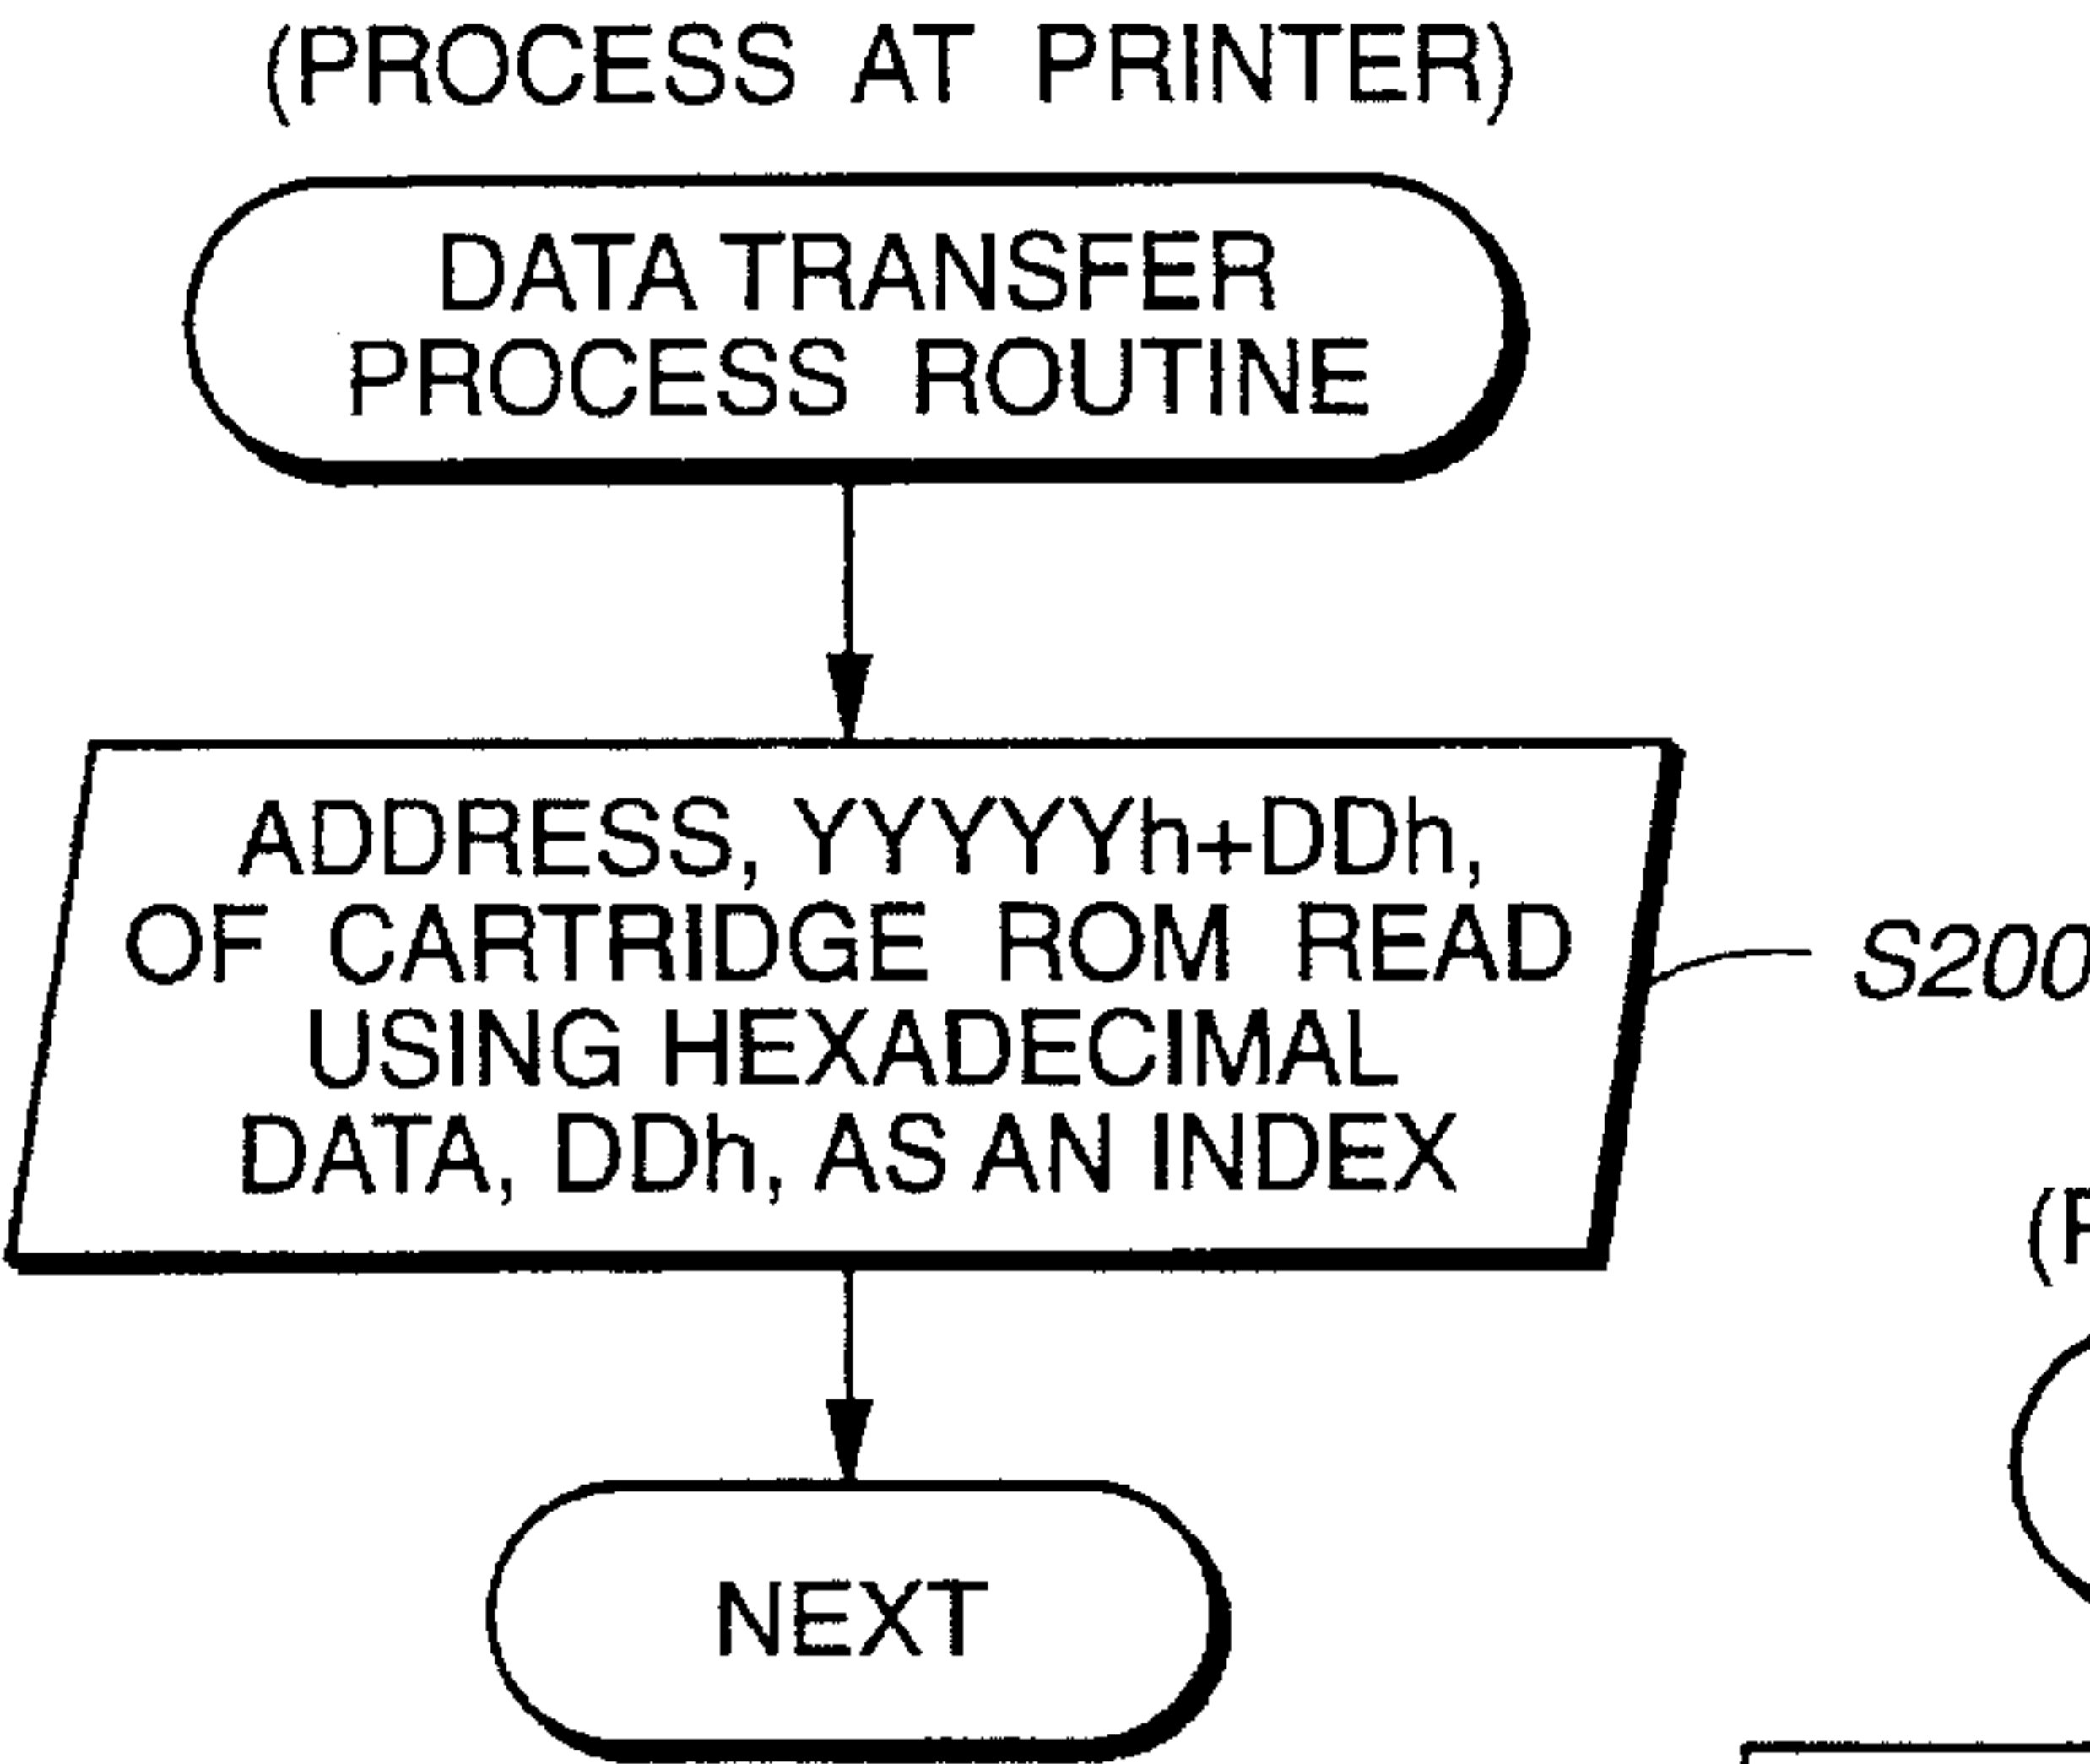 (PROCESS AT PRINTER)
DATA TRANSFER
PROCESS ROUTINE
ADDRESS, YYYYYh+DDh,
OF CARTRIDGE ROM READ
USING HEXADECIMAL
DATA, DDh, AS AN INDEX
S200
NEXT